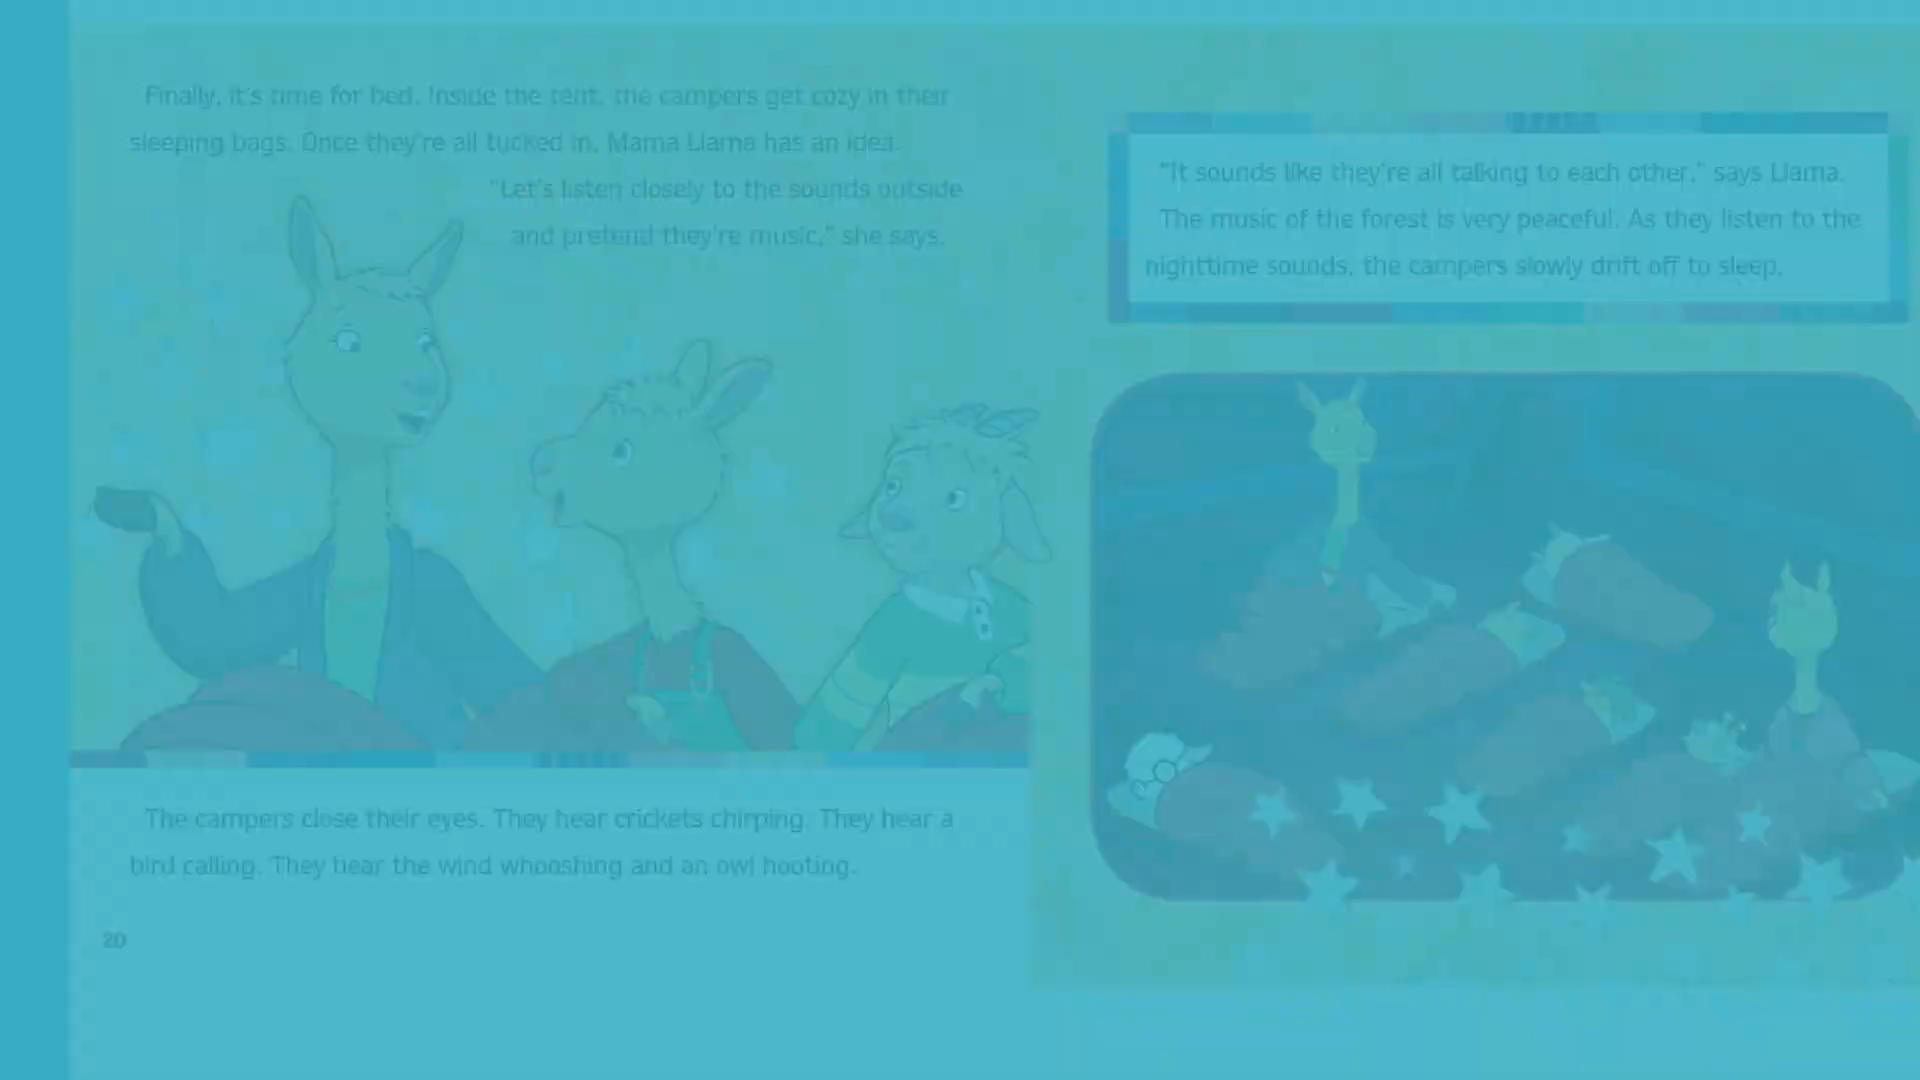 Finally, it's time for bed. Inside the tent, the campers get cozy in their
sleeping bags. Once they're all tucked in, Mama Llama has an idea.
"Let's listen closely to the sounds outside
and pretend they're music," she says.
The campers close their eyes. They hear crickets chirping. They hear a
bird calling. They hear the wind whooshing and an owl hooting.
20
"It sounds like they're all talking to each other," says Llama.
The music of the forest is very peaceful. As they listen to the
nighttime sounds, the campers slowly drift off to sleep.